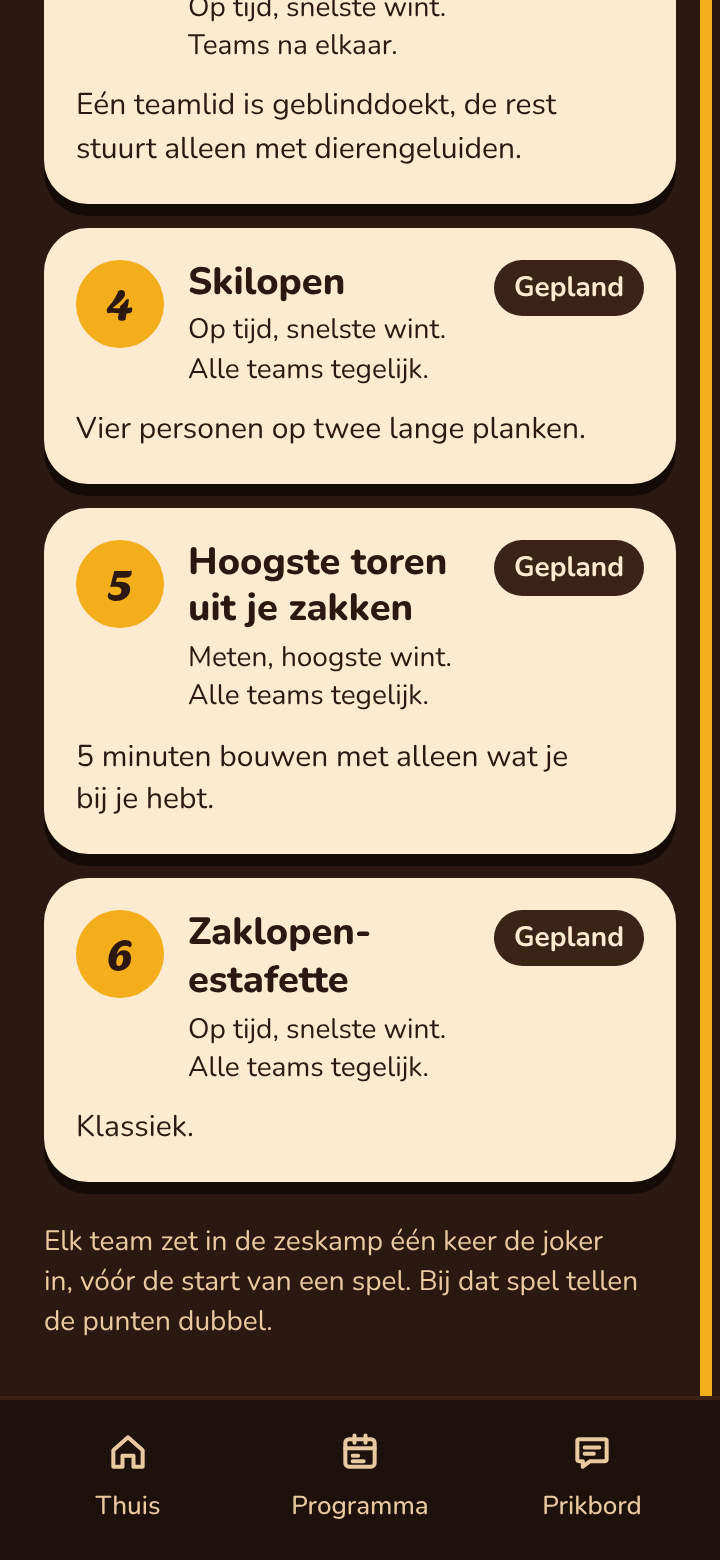 Op tijd, snelste wint.
Teams na elkaar.
Eén teamlid is geblinddoekt, de rest
stuurt alleen met dierengeluiden.
4
Skilopen
Gepland
Op tijd, snelste wint.
Alle teams tegelijk.
Vier personen op twee lange planken.
5
Hoogste toren
uit je zakken
Gepland
Meten, hoogste wint.
Alle teams tegelijk.
5 minuten bouwen met alleen wat je
bij je hebt.
6
Zaklopen-
estafette
Gepland
Op tijd, snelste wint.
Alle teams tegelijk.
Klassiek.
Elk team zet in de zeskamp één keer de joker
in, vóór de start van een spel. Bij dat spel tellen
de punten dubbel.
Thuis
Programma
Prikbord